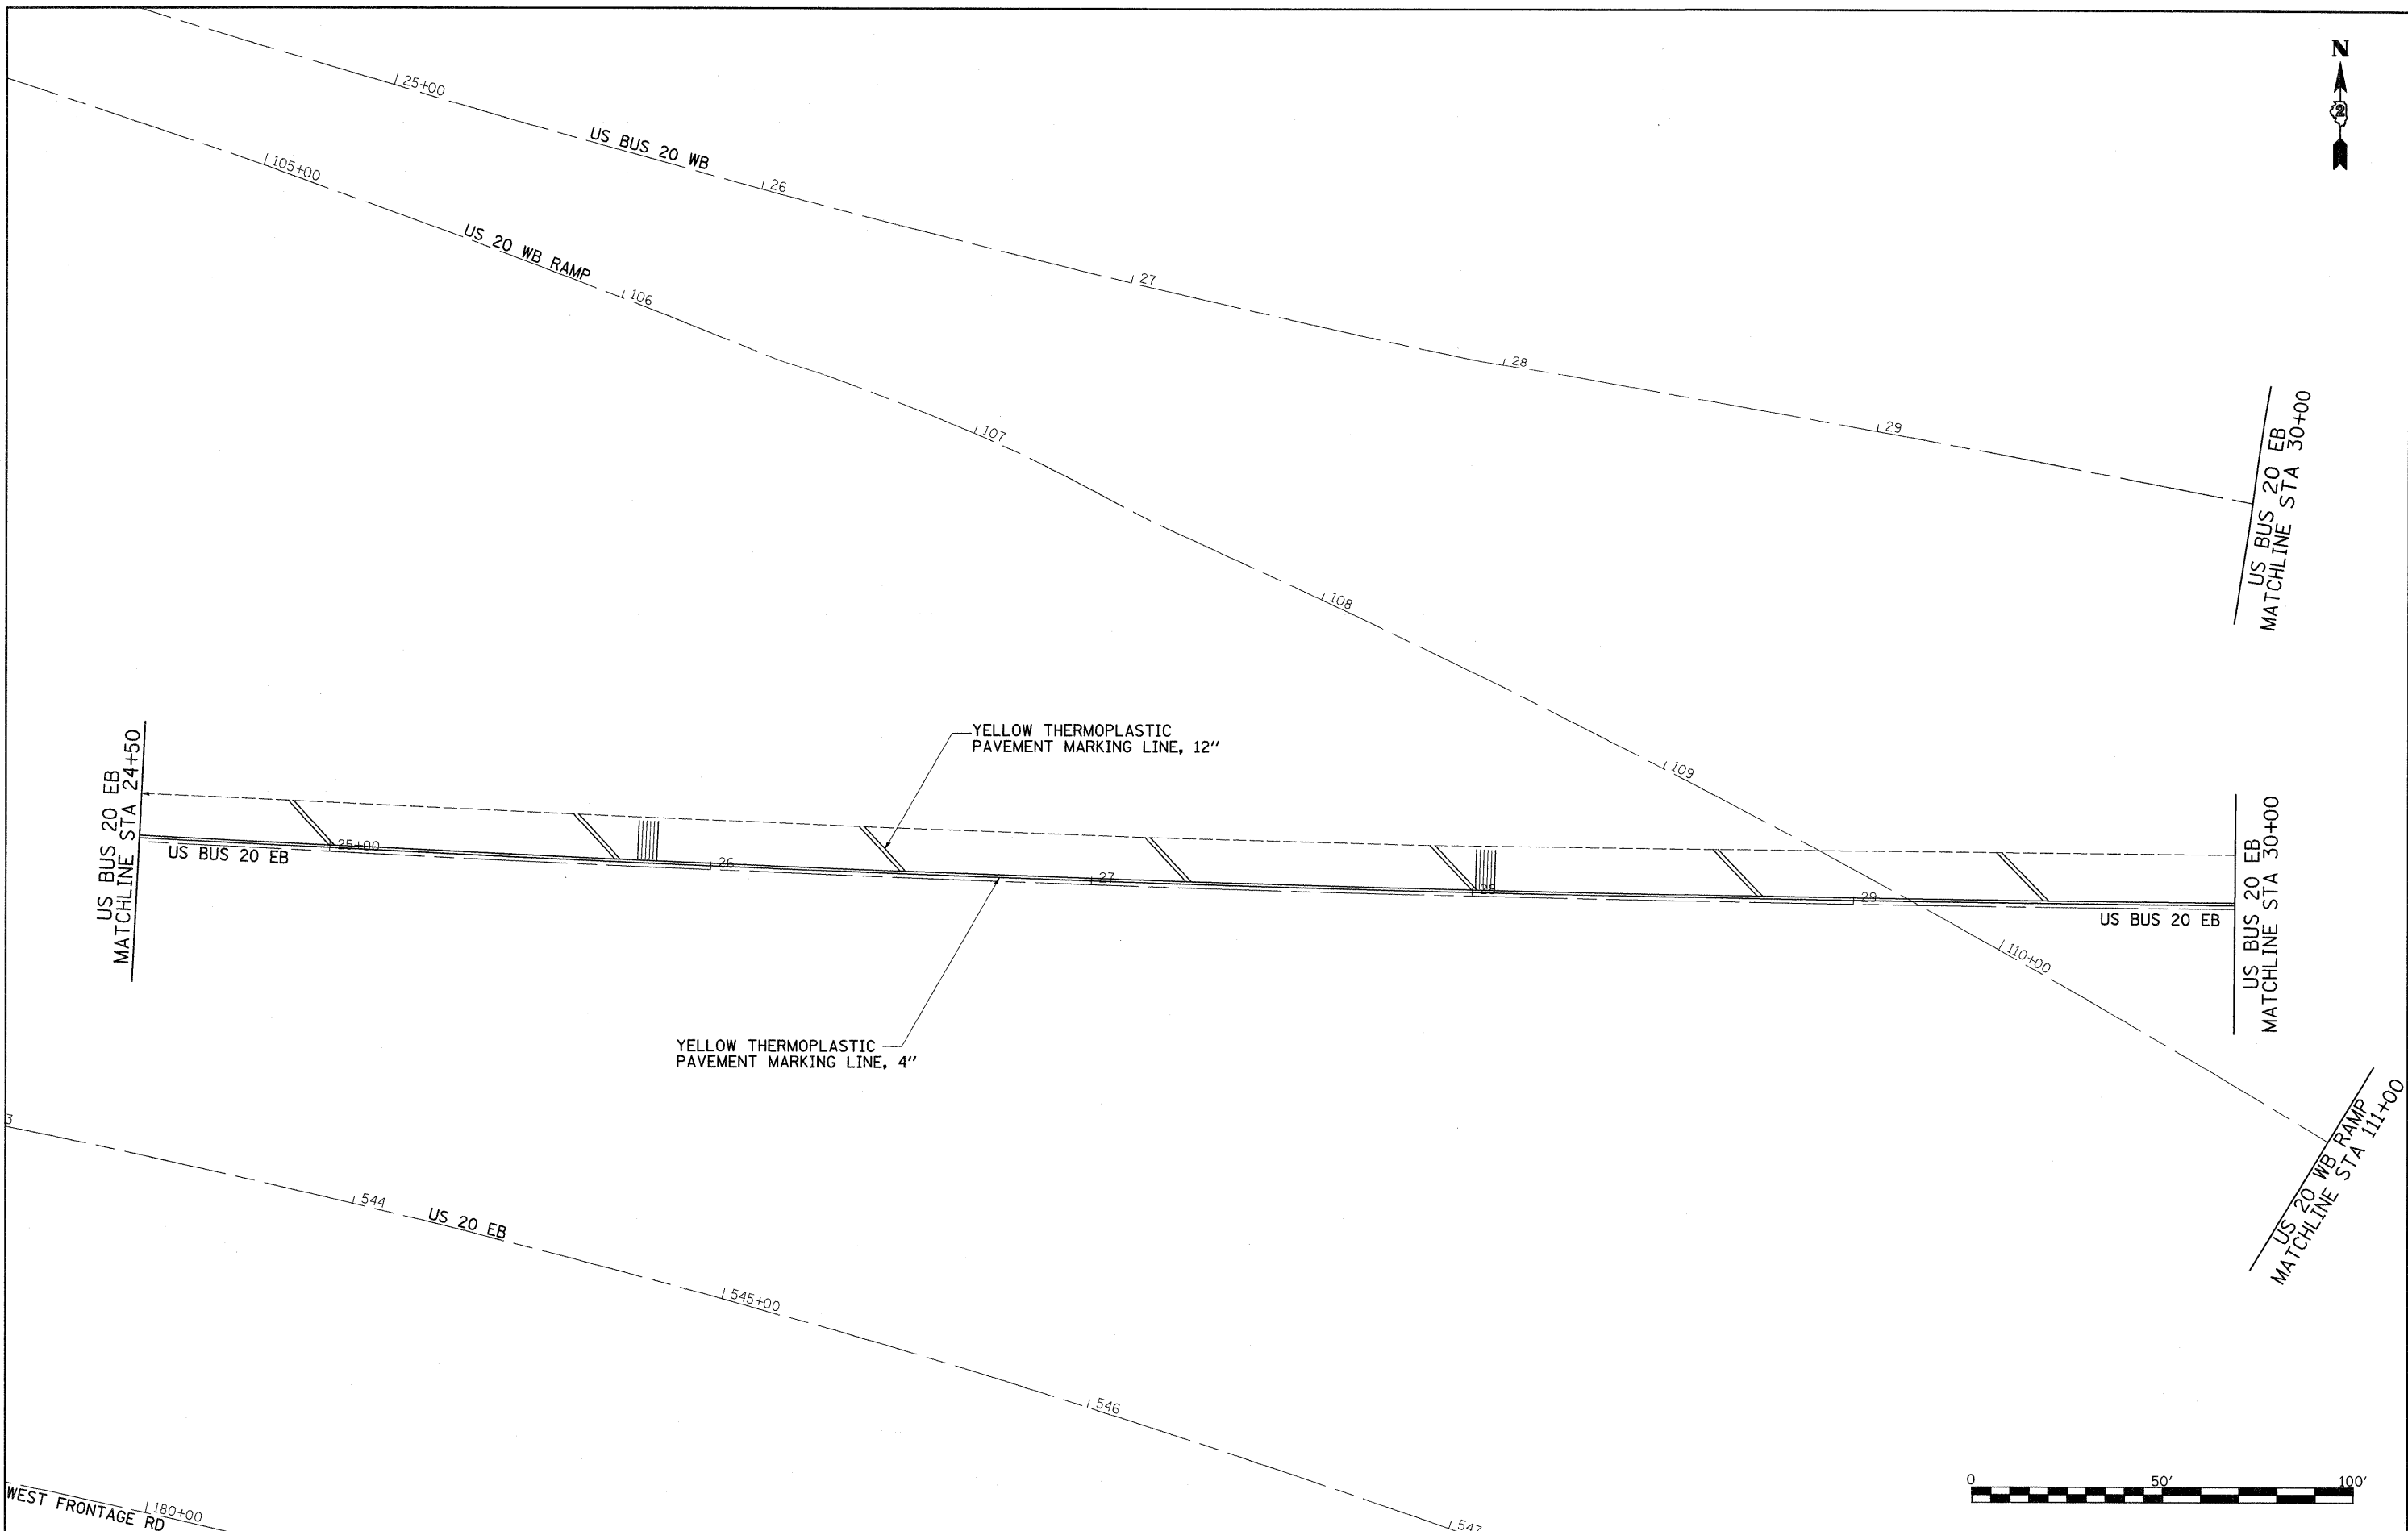 N
2
25+00
US BUS 20 WB
26
27
28
29
US BUS 20 EB
MATCHLINE STA 30+00
105+00
US 20 WB RAMP
106
107
108
109
110+00
US 20 WB RAMP
MATCHLINE STA 111+00
YELLOW THERMOPLASTIC
PAVEMENT MARKING LINE, 12"
US BUS 20 EB
MATCHLINE STA 24+50
US BUS 20 EB
25+00
26
27
28
29
US BUS 20 EB
US BUS 20 EB
MATCHLINE STA 30+00
YELLOW THERMOPLASTIC
PAVEMENT MARKING LINE, 4"
3
544
US 20 EB
545+00
546
547
180+00
WEST FRONTAGE RD
0 50' 100'